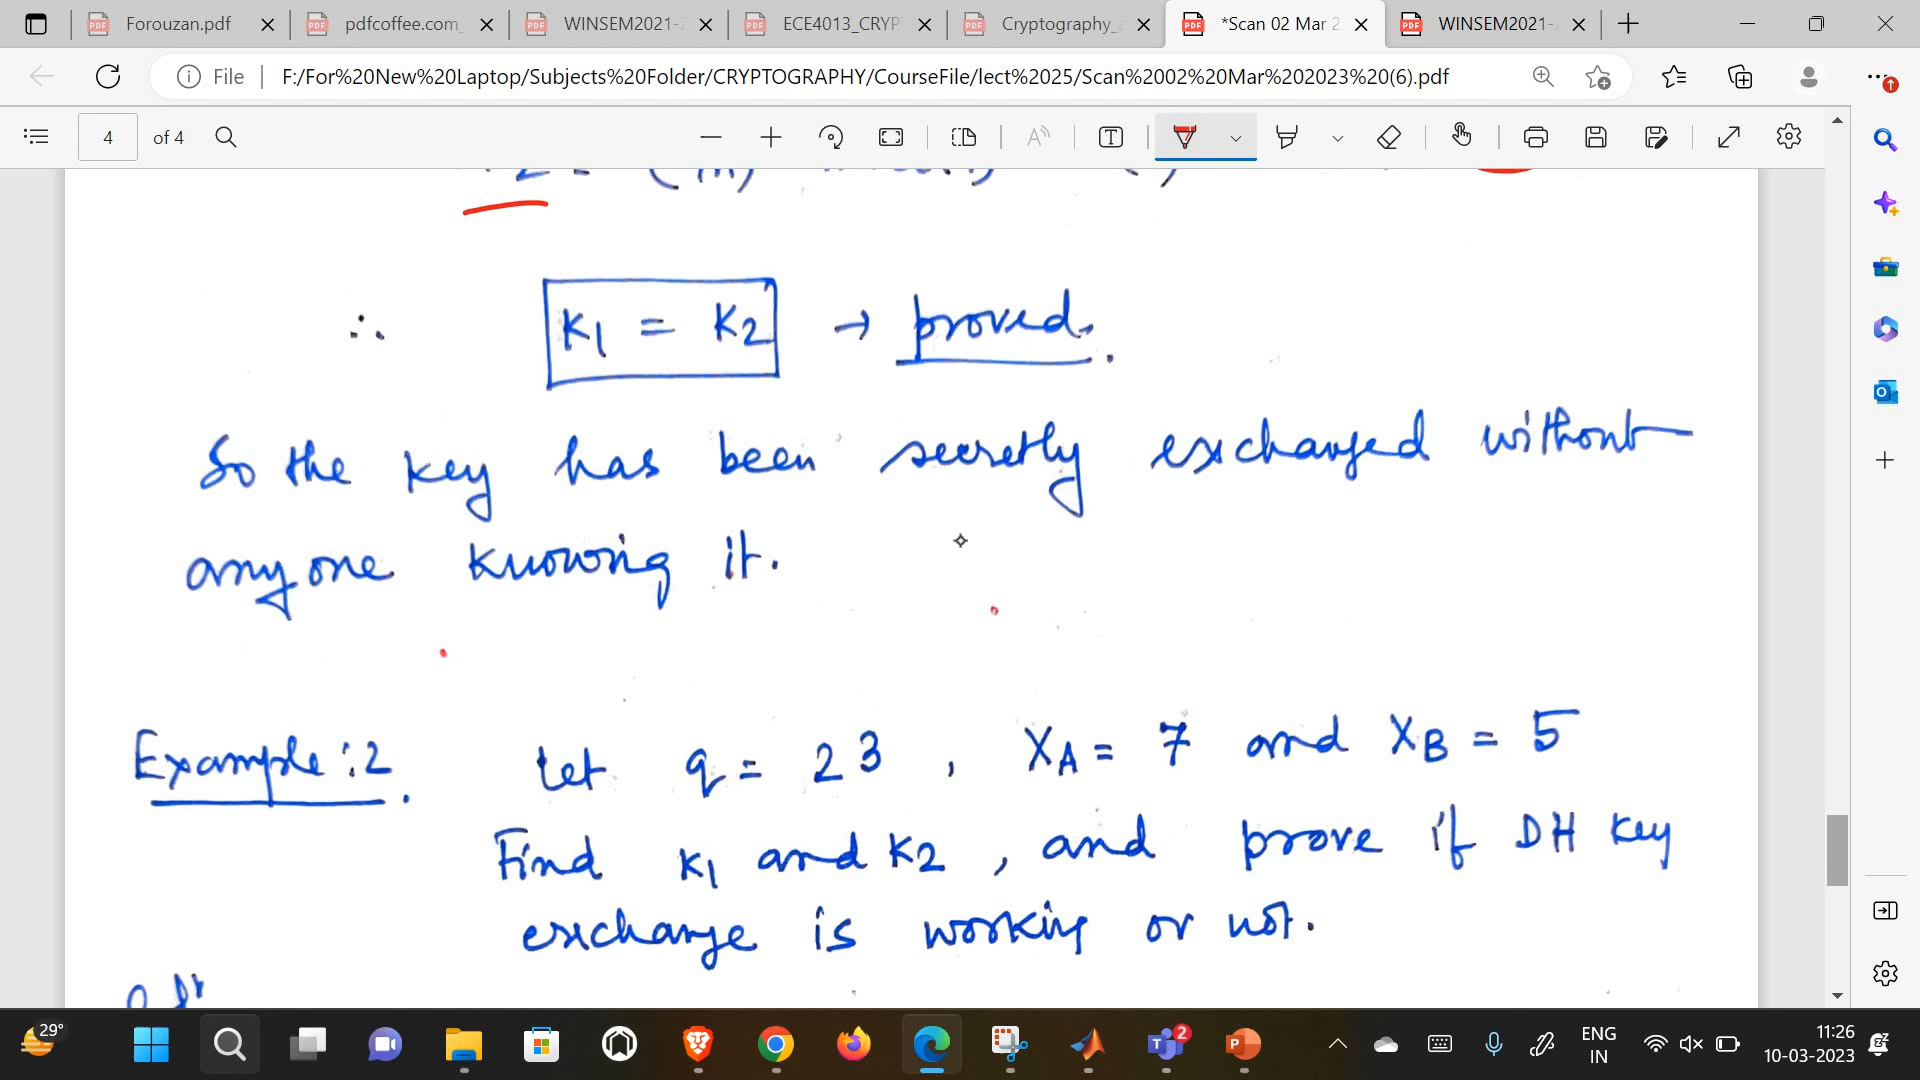 Forouzan.pdf
pdfcoffee.com_
WINSEM2021-
ECE4013_CRYP
Cryptography_
*Scan 02 Mar 2
WINSEM2021-
File
F:/For%20New%20Laptop/Subjects%20Folder/CRYPTOGRAPHY/CourseFile/lect%2025/Scan%2002%20Mar%202023%20(6).pdf
4 of 4
∴ K1 = K2 → proved.
So the key has been secretly exchanged without
anyone knowing it.
Example:2. Let q = 23, XA = 7 and XB = 5
Find K1 and K2, and prove if DH key
exchange is working or not.
29°
2
ENG
IN
11:26
10-03-2023